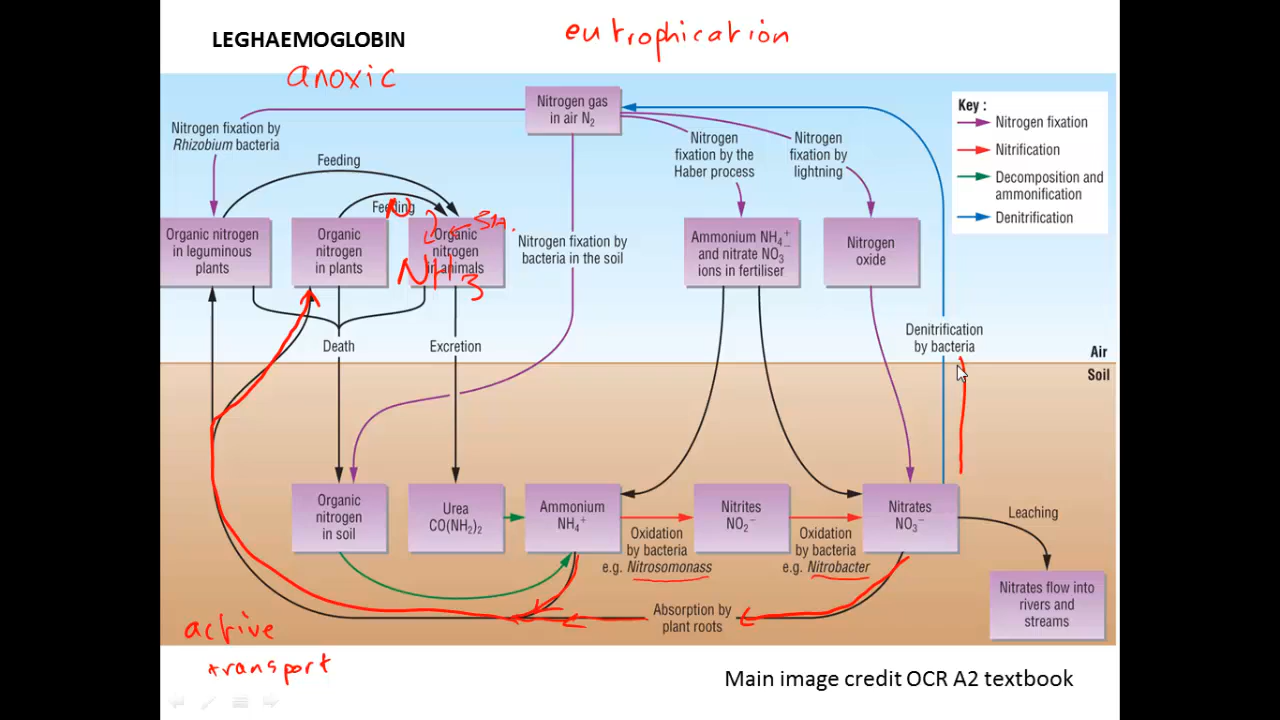 LEGHAEMOGLOBIN
eutrophication
anoxic
Nitrogen gas
in air N₂
Key :
Nitrogen fixation
Nitrification
Decomposition and
ammonification
Denitrification
Nitrogen fixation by
Rhizobium bacteria
Feeding
Feeding
Nitrogen
fixation by the
Haber process
Nitrogen
fixation by
lightning
Organic nitrogen
in leguminous
plants
Organic
nitrogen
in plants
Organic
nitrogen
in animals
N₂
NH₃
Nitrogen fixation by
bacteria in the soil
Ammonium NH₄⁺
and nitrate NO₃⁻
ions in fertiliser
Nitrogen
oxide
Death
Excretion
Denitrification
by bacteria
Air
Soil
Organic
nitrogen
in soil
Urea
CO(NH₂)₂
Ammonium
NH₄⁺
Nitrites
NO₂⁻
Nitrates
NO₃⁻
Oxidation
by bacteria
e.g. Nitrosomonass
Oxidation
by bacteria
e.g. Nitrobacter
Leaching
Nitrates flow into
rivers and
streams
Absorption by
plant roots
active
transport
Main image credit OCR A2 textbook